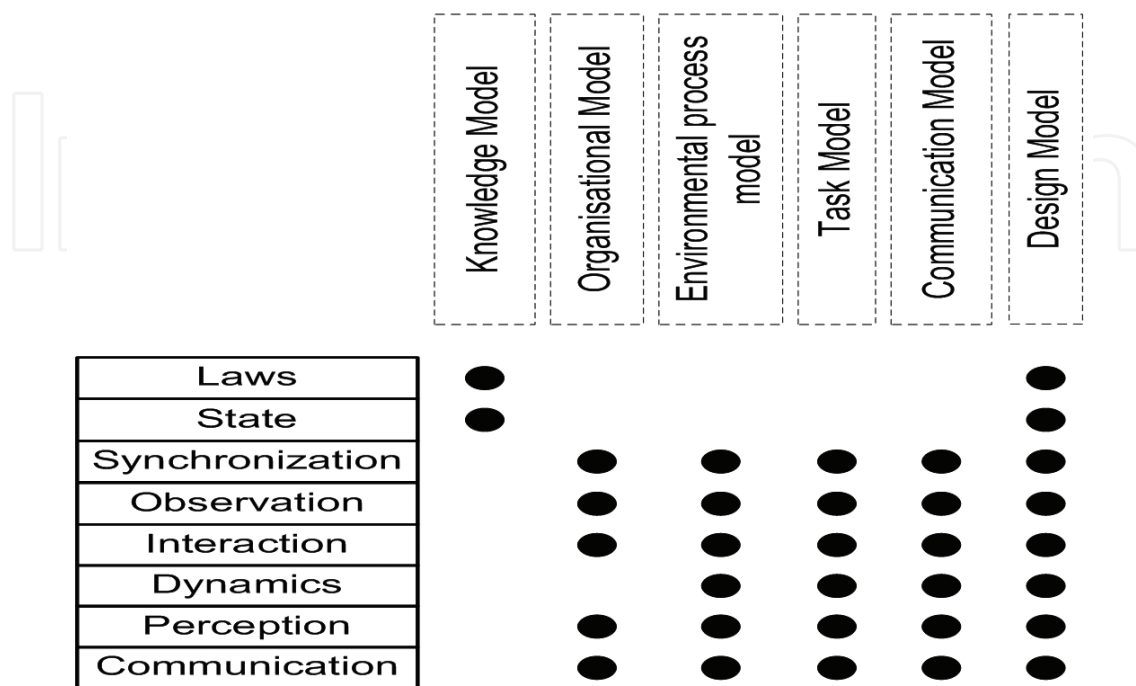 Knowledge Model
Organisational Model
Environmental process
model
Task Model
Communication Model
Design Model
Laws
State
Synchronization
Observation
Interaction
Dynamics
Perception
Communication